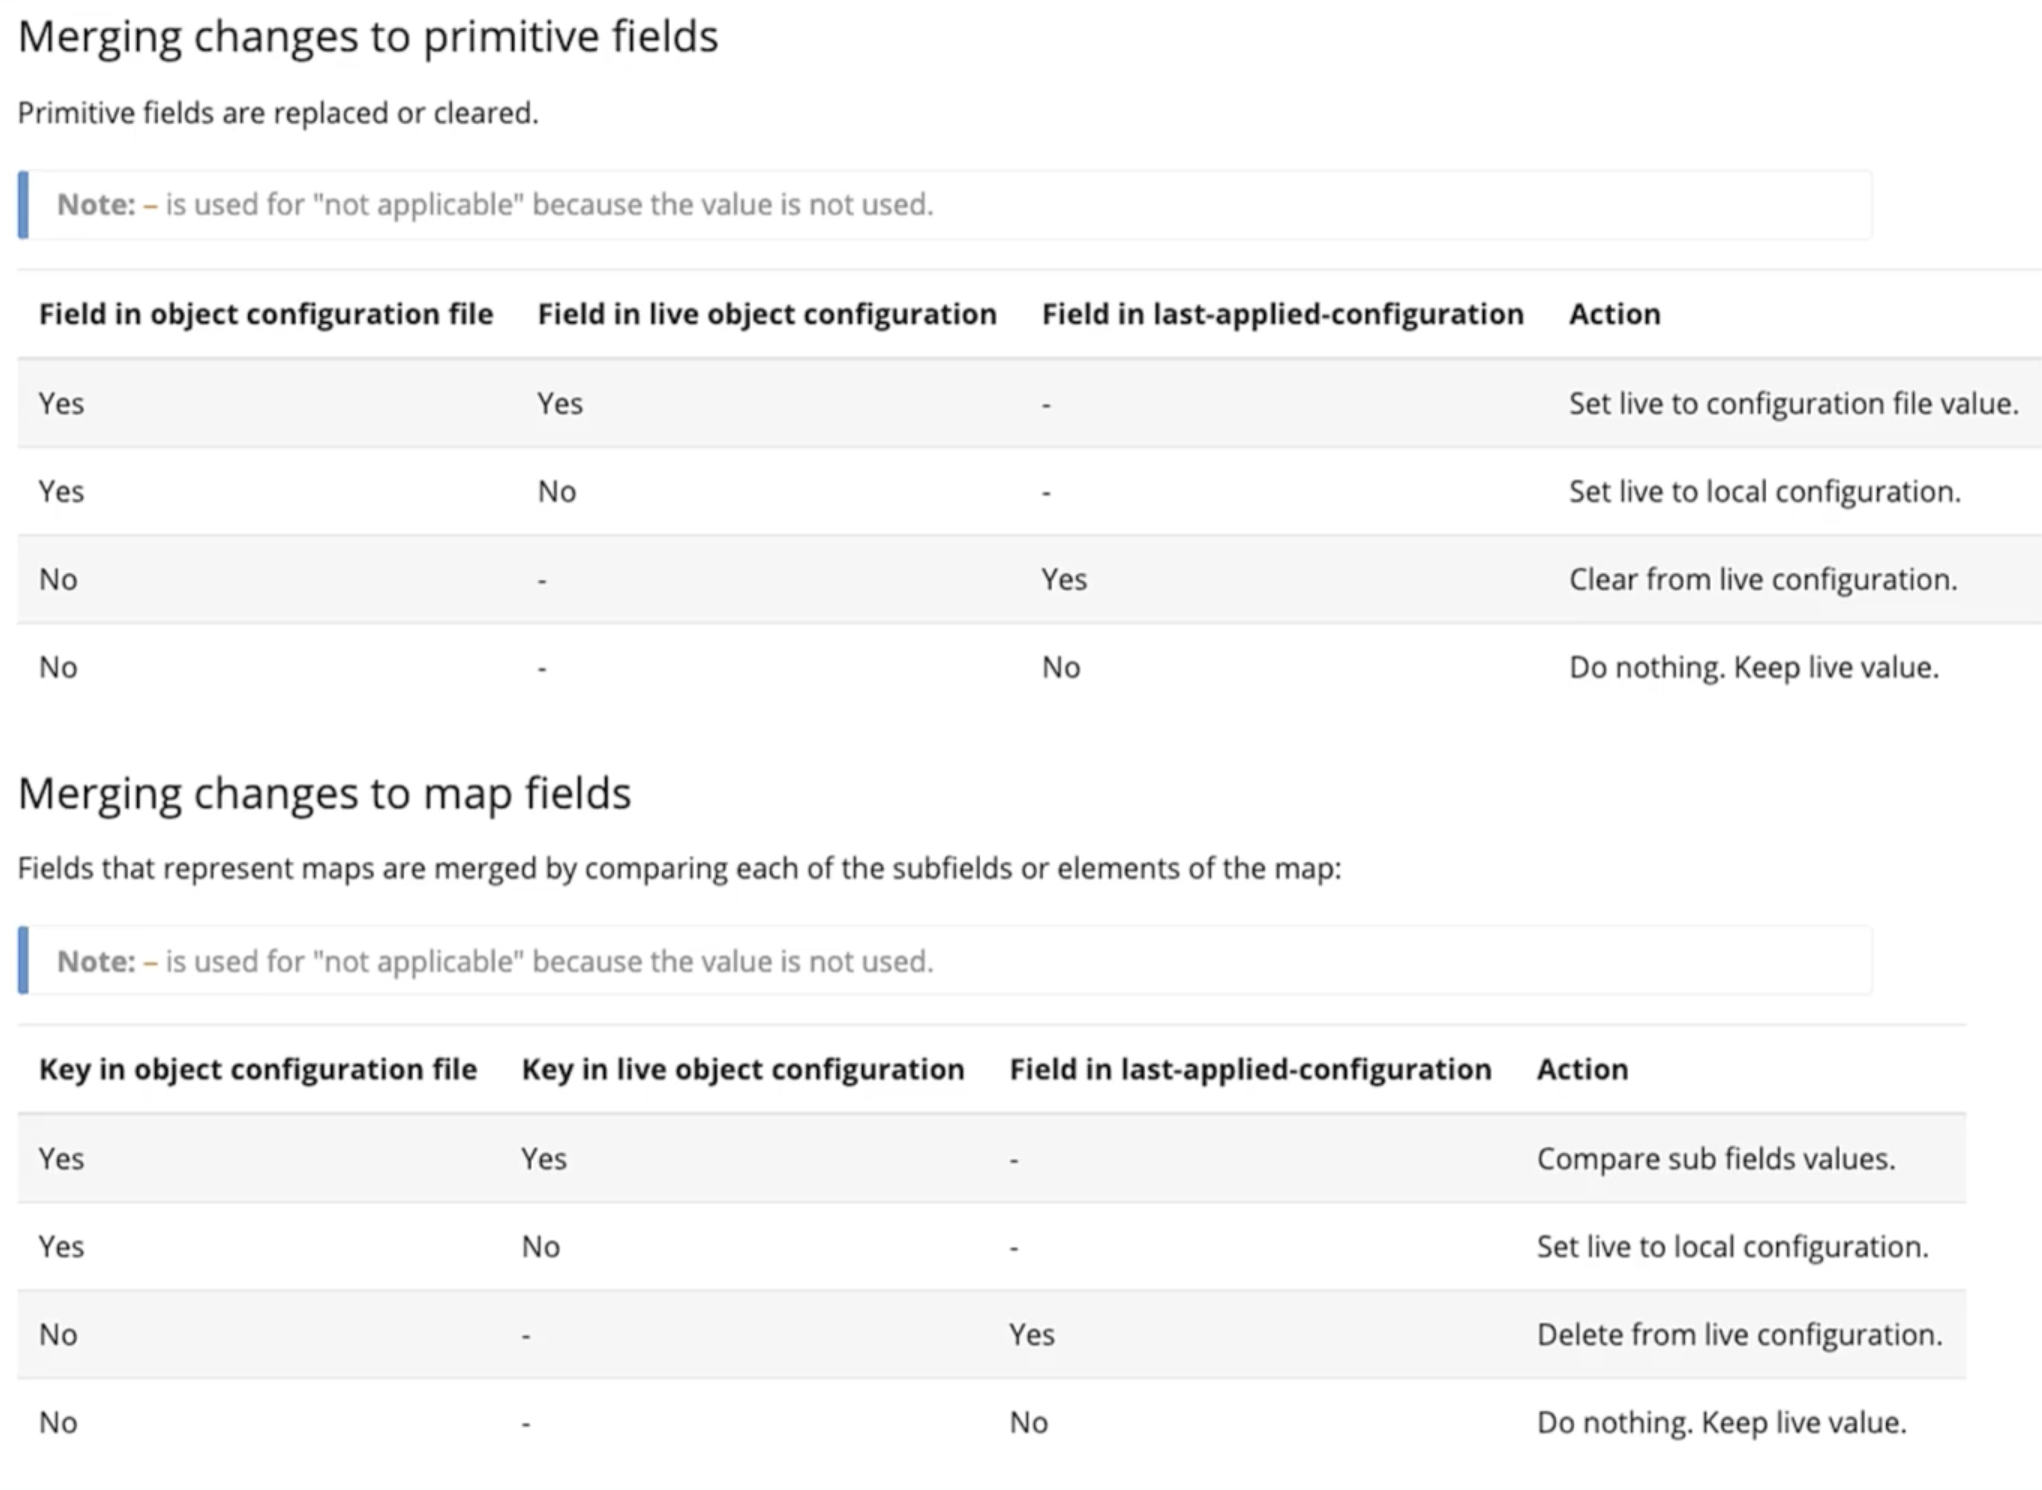 Merging changes to primitive fields
Primitive fields are replaced or cleared.
Note: – is used for "not applicable" because the value is not used.
Field in object configuration file Field in live object configuration Field in last-applied-configuration Action
Yes Yes - Set live to configuration file value.
Yes No - Set live to local configuration.
No - Yes Clear from live configuration.
No - No Do nothing. Keep live value.
Merging changes to map fields
Fields that represent maps are merged by comparing each of the subfields or elements of the map:
Note: – is used for "not applicable" because the value is not used.
Key in object configuration file Key in live object configuration Field in last-applied-configuration Action
Yes Yes - Compare sub fields values.
Yes No - Set live to local configuration.
No - Yes Delete from live configuration.
No - No Do nothing. Keep live value.